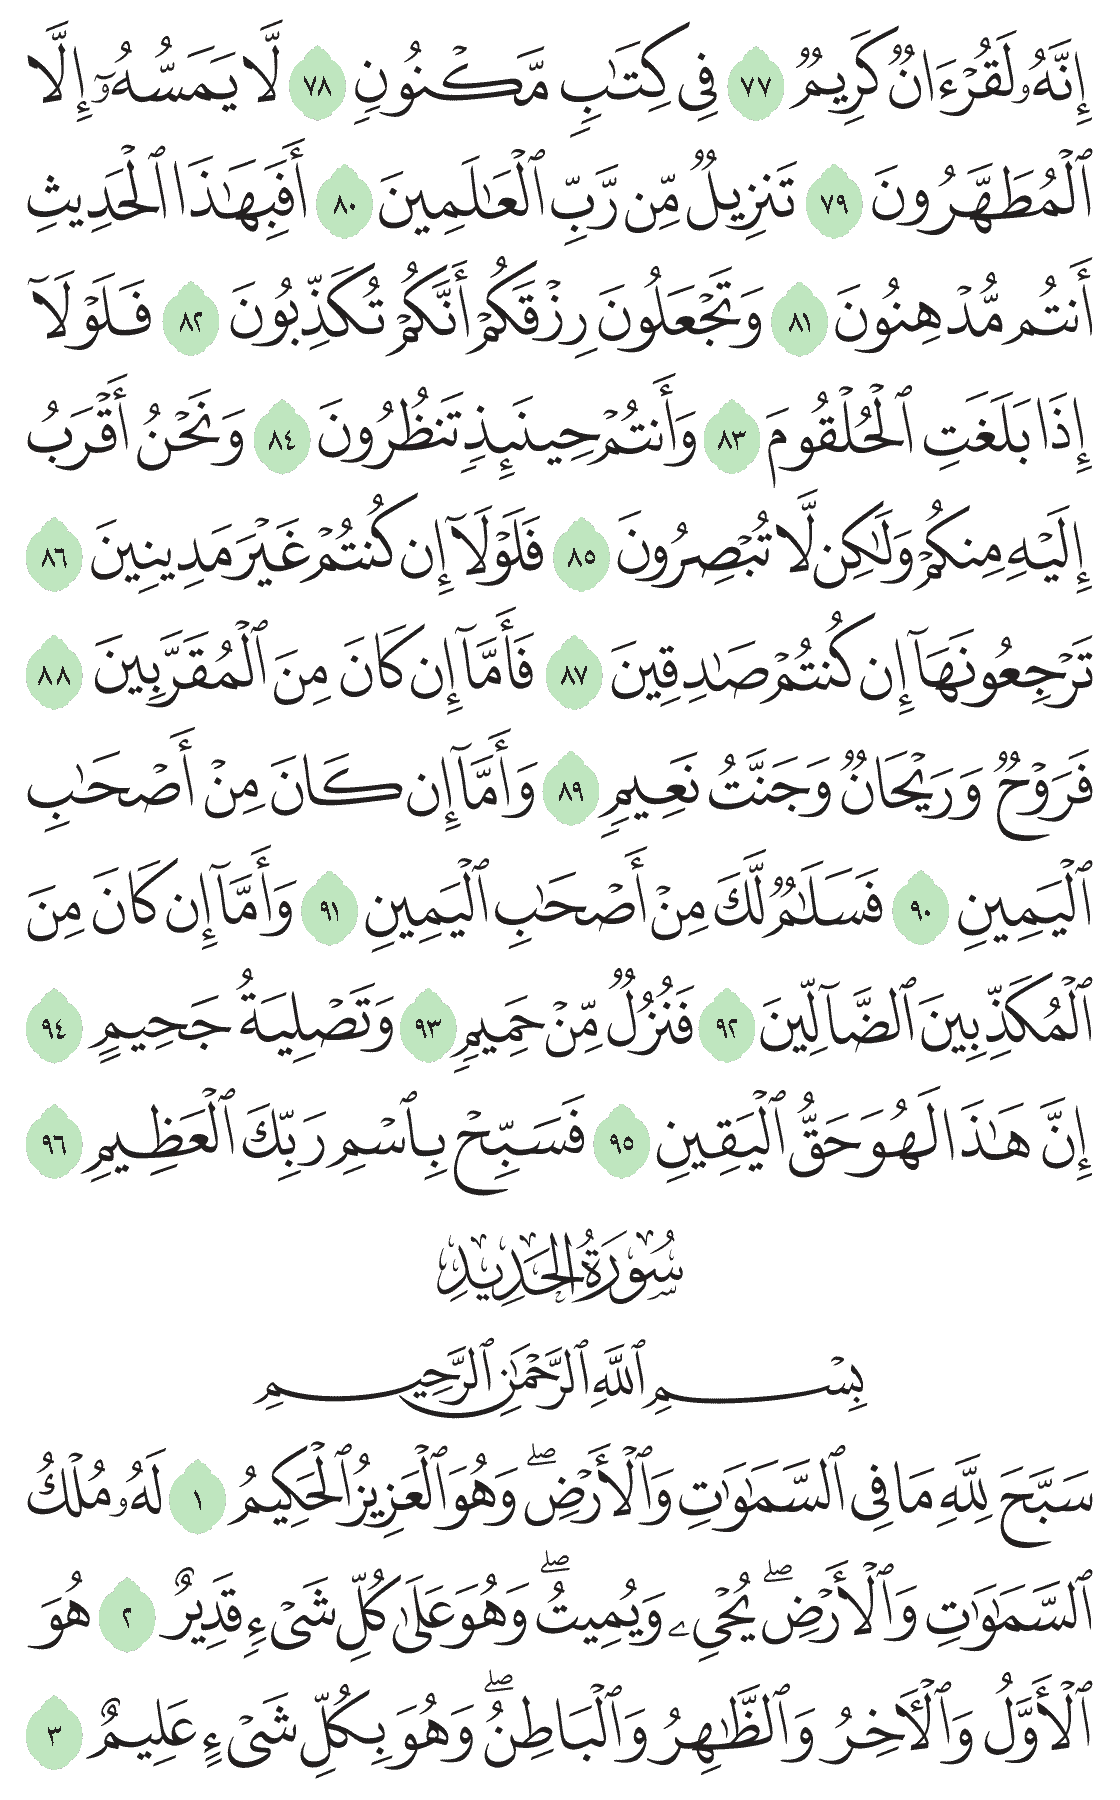 إِنَّهُۥ لَقُرْءَانٌ كَرِيمٌ ٧٧ فِى كِتَٰبٍ مَّكْنُونٍ ٧٨ لَّا يَمَسُّهُۥٓ إِلَّا
ٱلْمُطَهَّرُونَ ٧٩ تَنزِيلٌ مِّن رَّبِّ ٱلْعَٰلَمِينَ ٨٠ أَفَبِهَٰذَا ٱلْحَدِيثِ
أَنتُم مُّدْهِنُونَ ٨١ وَتَجْعَلُونَ رِزْقَكُمْ أَنَّكُمْ تُكَذِّبُونَ ٨٢ فَلَوْلَآ
إِذَا بَلَغَتِ ٱلْحُلْقُومَ ٨٣ وَأَنتُمْ حِينَئِذٍ تَنظُرُونَ ٨٤ وَنَحْنُ أَقْرَبُ
إِلَيْهِ مِنكُمْ وَلَٰكِن لَّا تُبْصِرُونَ ٨٥ فَلَوْلَآ إِن كُنتُمْ غَيْرَ مَدِينِينَ ٨٦
تَرْجِعُونَهَآ إِن كُنتُمْ صَٰدِقِينَ ٨٧ فَأَمَّآ إِن كَانَ مِنَ ٱلْمُقَرَّبِينَ ٨٨
فَرَوْحٌ وَرَيْحَانٌ وَجَنَّتُ نَعِيمٍ ٨٩ وَأَمَّآ إِن كَانَ مِنْ أَصْحَٰبِ
ٱلْيَمِينِ ٩٠ فَسَلَٰمٌ لَّكَ مِنْ أَصْحَٰبِ ٱلْيَمِينِ ٩١ وَأَمَّآ إِن كَانَ مِنَ
ٱلْمُكَذِّبِينَ ٱلضَّآلِّينَ ٩٢ فَنُزُلٌ مِّنْ حَمِيمٍ ٩٣ وَتَصْلِيَةُ جَحِيمٍ ٩٤
إِنَّ هَٰذَا لَهُوَ حَقُّ ٱلْيَقِينِ ٩٥ فَسَبِّحْ بِٱسْمِ رَبِّكَ ٱلْعَظِيمِ ٩٦
سُورَةُ الحَدِيدِ
بِسْمِ ٱللَّهِ ٱلرَّحْمَٰنِ ٱلرَّحِيمِ
سَبَّحَ لِلَّهِ مَا فِى ٱلسَّمَٰوَٰتِ وَٱلْأَرْضِ ۖ وَهُوَ ٱلْعَزِيزُ ٱلْحَكِيمُ ١ لَهُۥ مُلْكُ
ٱلسَّمَٰوَٰتِ وَٱلْأَرْضِ ۖ يُحْىِۦ وَيُمِيتُ ۖ وَهُوَ عَلَىٰ كُلِّ شَىْءٍ قَدِيرٌ ٢ هُوَ
ٱلْأَوَّلُ وَٱلْءَاخِرُ وَٱلظَّٰهِرُ وَٱلْبَاطِنُ ۖ وَهُوَ بِكُلِّ شَىْءٍ عَلِيمٌ ٣